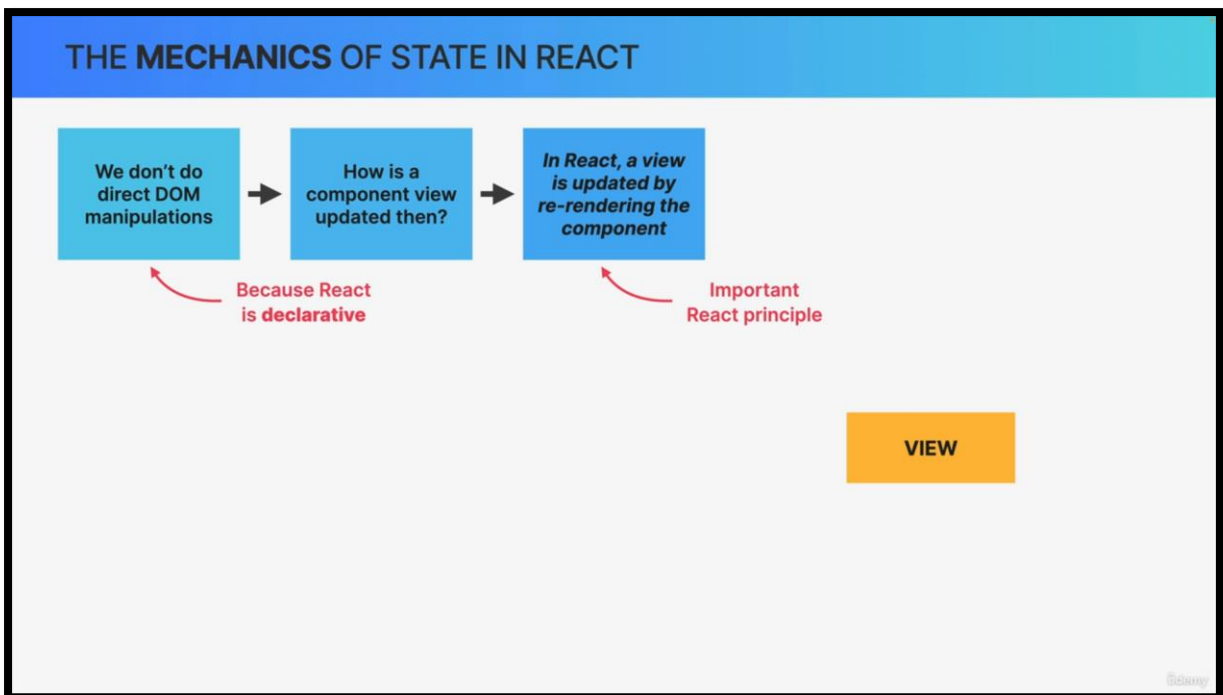 THE MECHANICS OF STATE IN REACT
We don't do
direct DOM
manipulations
How is a
component view
updated then?
In React, a view
is updated by
re-rendering the
component
Because React
is declarative
Important
React principle
VIEW
Udemy